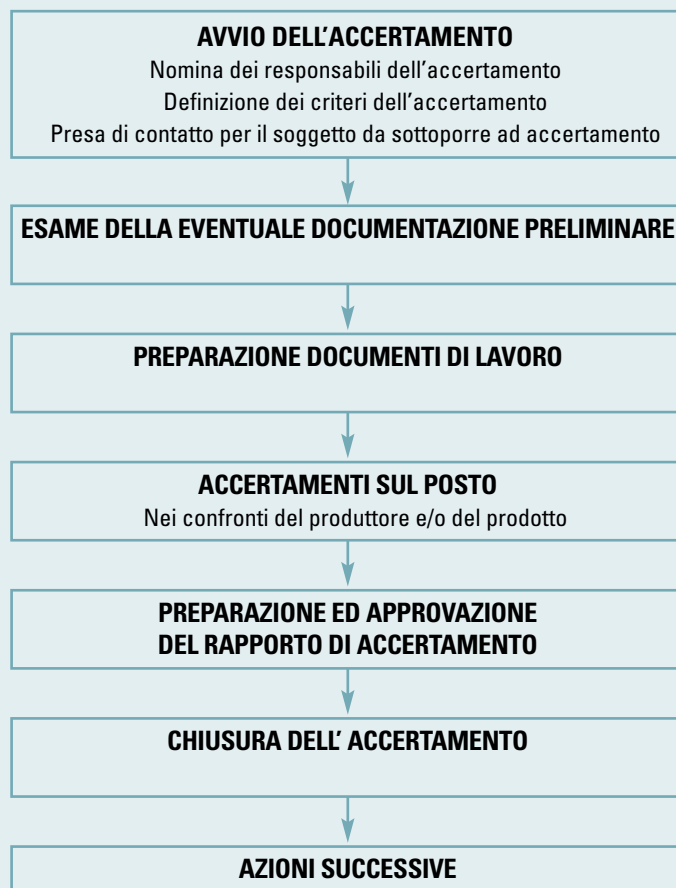 AVVIO DELL’ACCERTAMENTO
Nomina dei responsabili dell’accertamento
Definizione dei criteri dell’accertamento
Presa di contatto per il soggetto da sottoporre ad accertamento
ESAME DELLA EVENTUALE DOCUMENTAZIONE PRELIMINARE
PREPARAZIONE DOCUMENTI DI LAVORO
ACCERTAMENTI SUL POSTO
Nei confronti del produttore e/o del prodotto
PREPARAZIONE ED APPROVAZIONE
DEL RAPPORTO DI ACCERTAMENTO
CHIUSURA DELL’ ACCERTAMENTO
AZIONI SUCCESSIVE